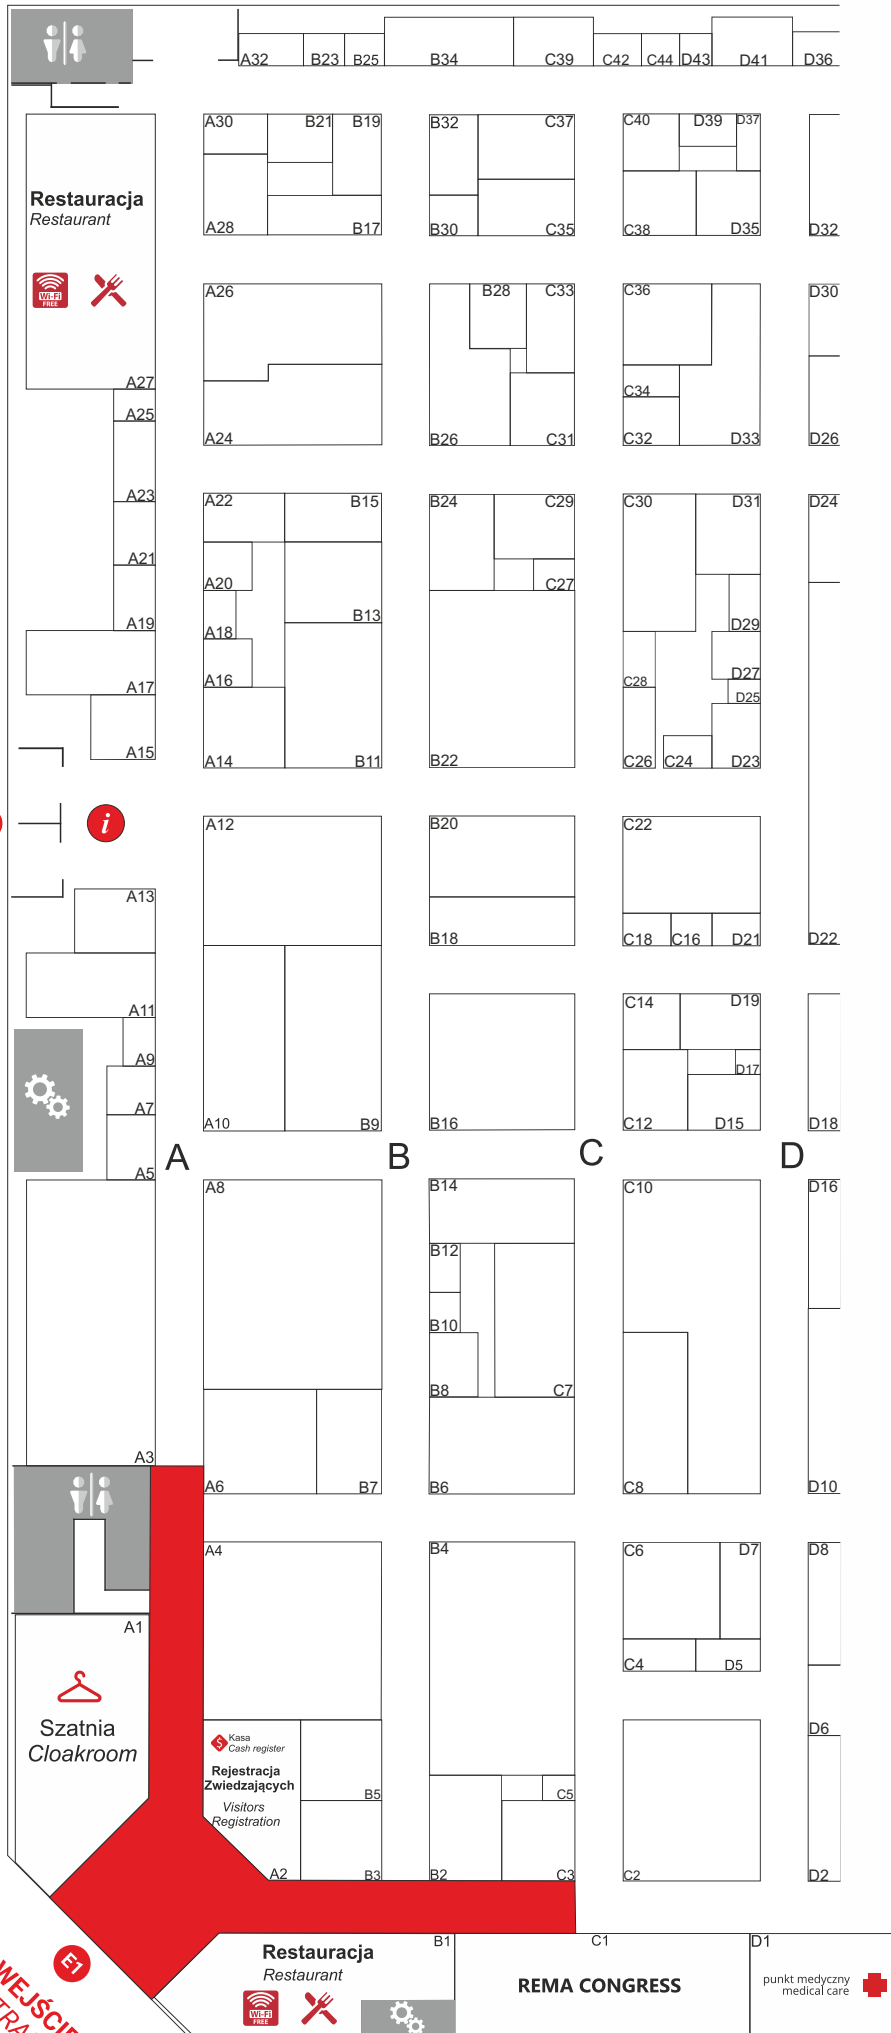 A32 B23 B25 B34 C39 C42 C44 D43 D41 D36
A30 B21 B19 B32 C37 C40 D39 D37
Restauracja
Restaurant
A28 B17 B30 C35 C38 D35 D32
Wi-Fi
FREE
A26 B28 C33 C36 D30
A27
C34
A25
A24 B26 C31 C32 D33 D26
A23
A22 B15 B24 C29 C30 D31 D24
A21
A20 C27
B13
A19 A18 D29
A17 A16 C28 D27
D25
A15 A14 B11 B22 C26 C24 D23
i
A12 B20 C22
A13
B18 C18 C16 D21 D22
A11 C14 D19
A9 D17
A7
A10 B9 B16 C12 D15 D18
A B C D
A5
A8 B14 C10 D16
B12
B10
B8 C7
A3
A6 B7 B6 C8 D10
A4 B4 C6 D7 D8
A1
C4 D5
Szatnia
Cloakroom
D6
$ Kasa
Cash register
Rejestracja
Zwiedzających
Visitors
Registration
B5 C5
A2 B3 B2 C3 C2 D2
B1 C1 D1
E1
WEJŚCIE
Restauracja
Restaurant
Wi-Fi
FREE
REMA CONGRESS
punkt medyczny
medical care